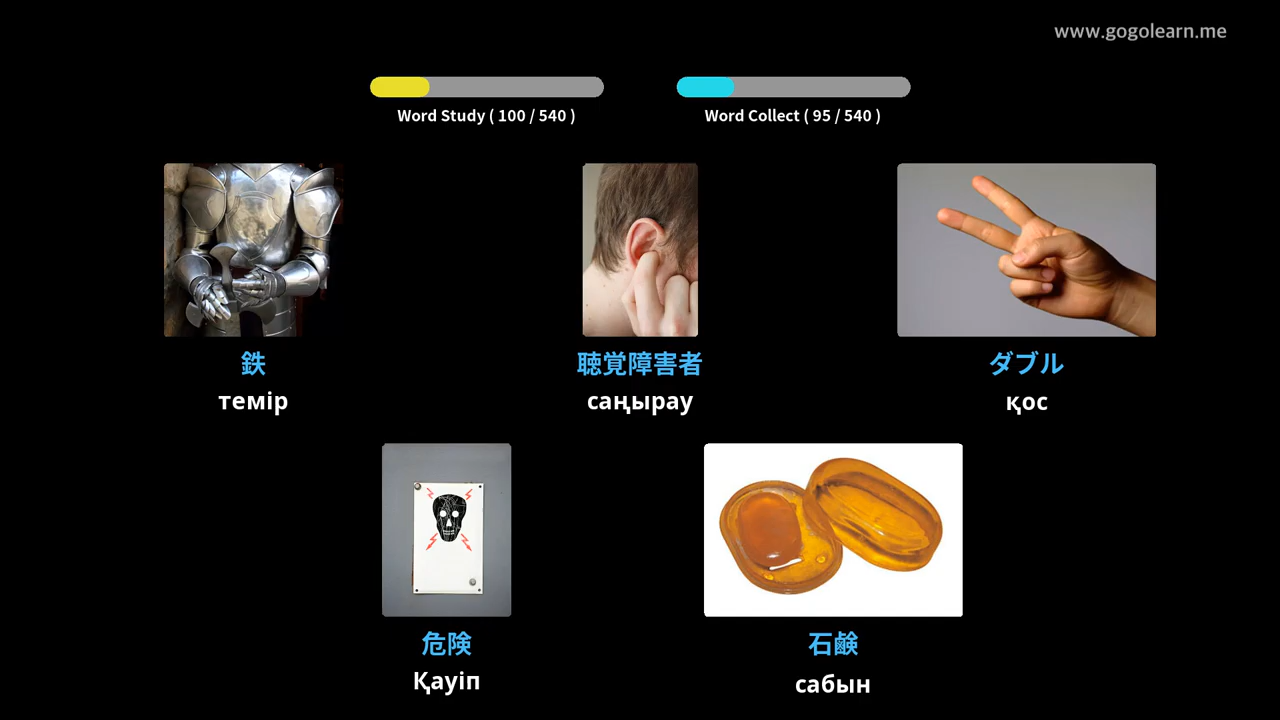 www.gogolearn.me
Word Study ( 100 / 540 )
Word Collect ( 95 / 540 )
鉄
聴覚障害者
ダブル
темір
саңырау
қос
危険
石鹸
Қауіп
сабын